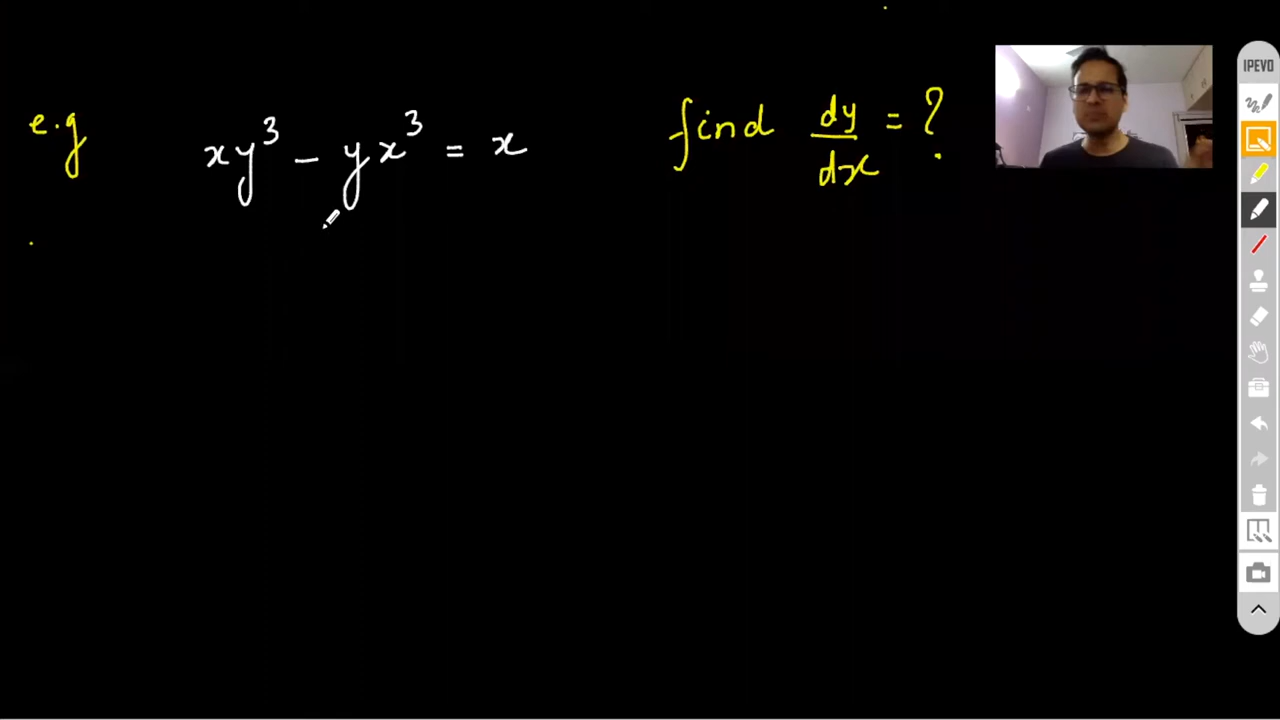 e.g xy³ - yx³ = x find dy/dx = ?
IPEVO